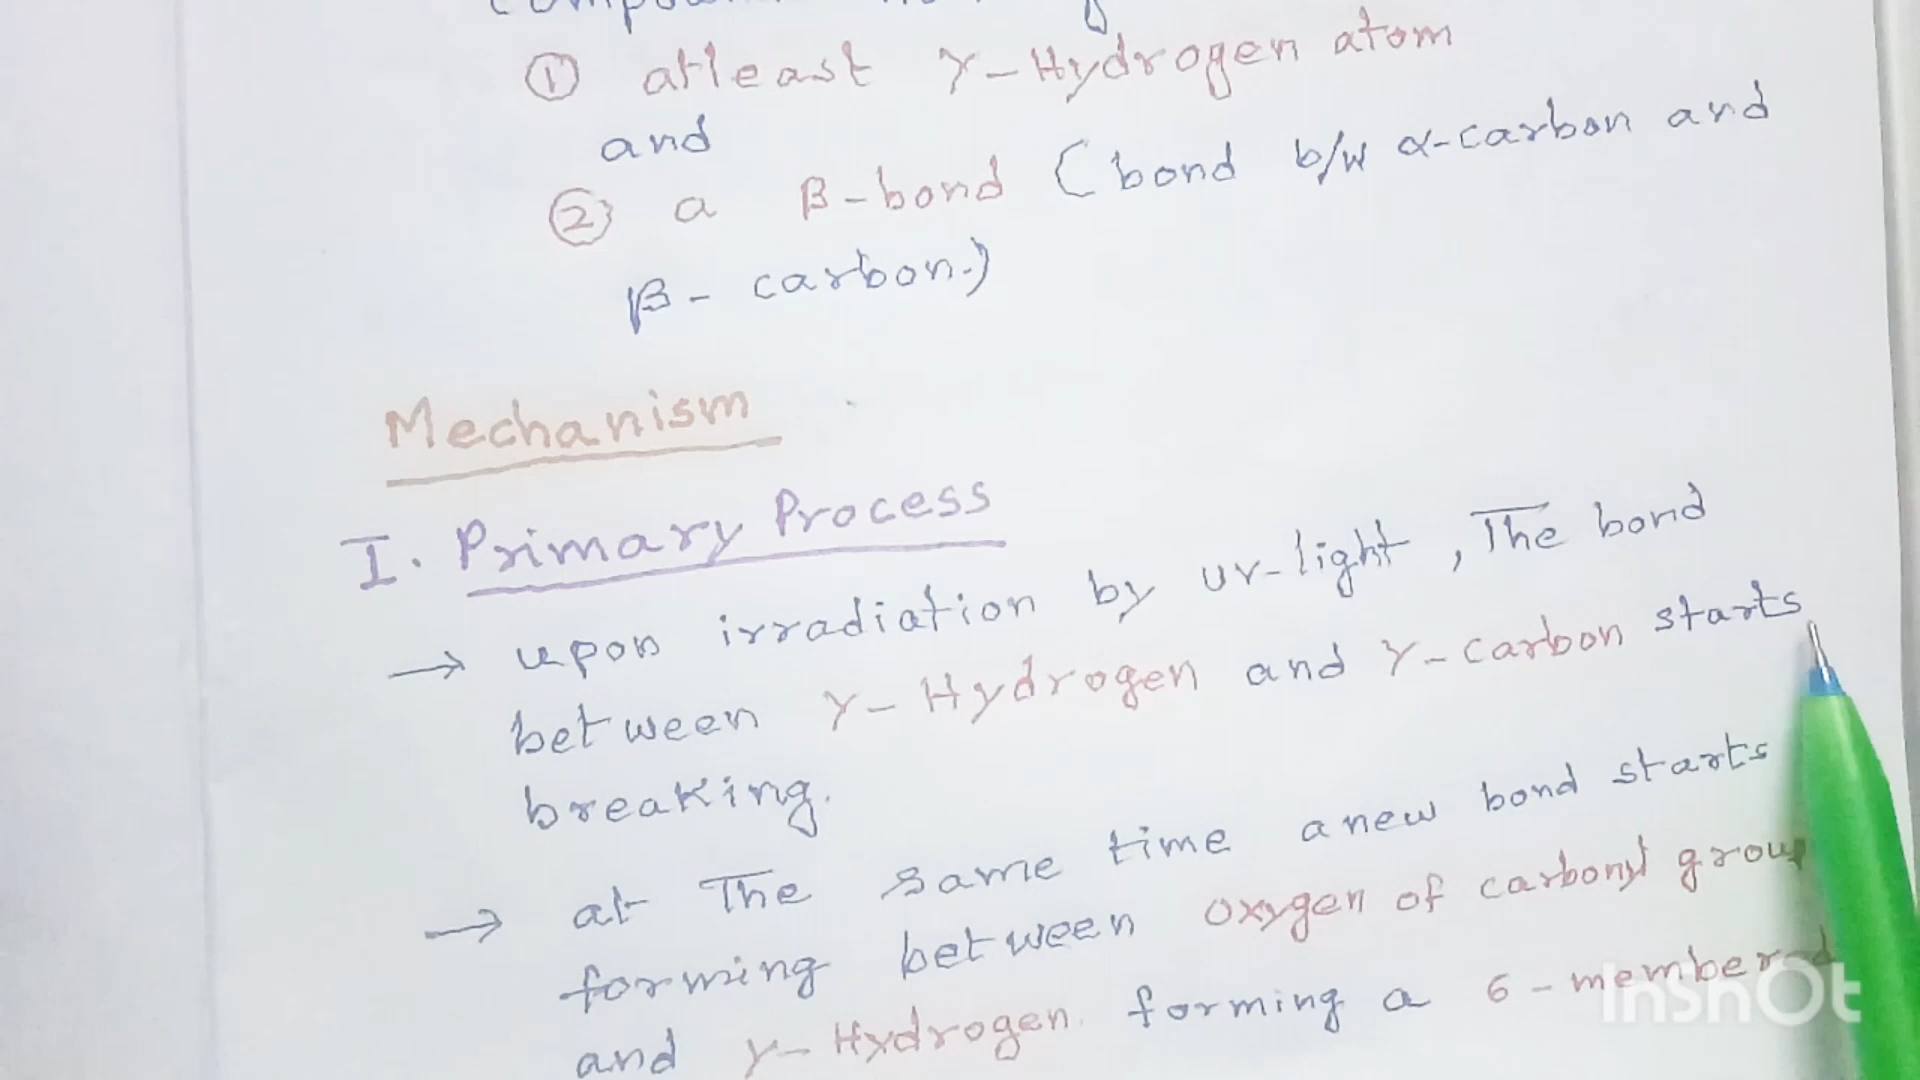 ① atleast γ-Hydrogen atom
and
② a β-bond (bond b/w α-carbon and
β- carbon.)
Mechanism
I. Primary Process
→ upon irradiation by uv-light, The bond
between γ- Hydrogen and γ-carbon starts
breaking.
→ at The same time a new bond starts
forming between oxygen of carbonyl group
and γ- Hydrogen. forming a 6-membered
InShOt